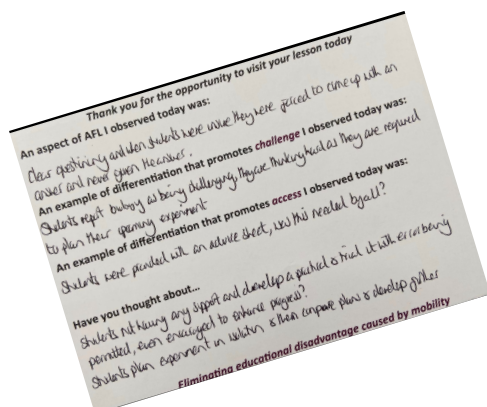 Thank you for the opportunity to visit your lesson today
An aspect of AFL I observed today was:
Clear questioning and when students were unsure they were forced to come up with an
answer and never given the answer.
An example of differentiation that promotes challenge I observed today was:
Students report biology as being challenging, they are thinking hard as they are required
to plan their spawning experiment
An example of differentiation that promotes access I observed today was:
Students were provided with an advice sheet, was this needed by all?
Have you thought about...
Students not having any support and develop a practical & trial it with error being
permitted, even encouraged to enhance progress?
Students plan experiment in isolation & then compare plans & develop further
Eliminating educational disadvantage caused by mobility